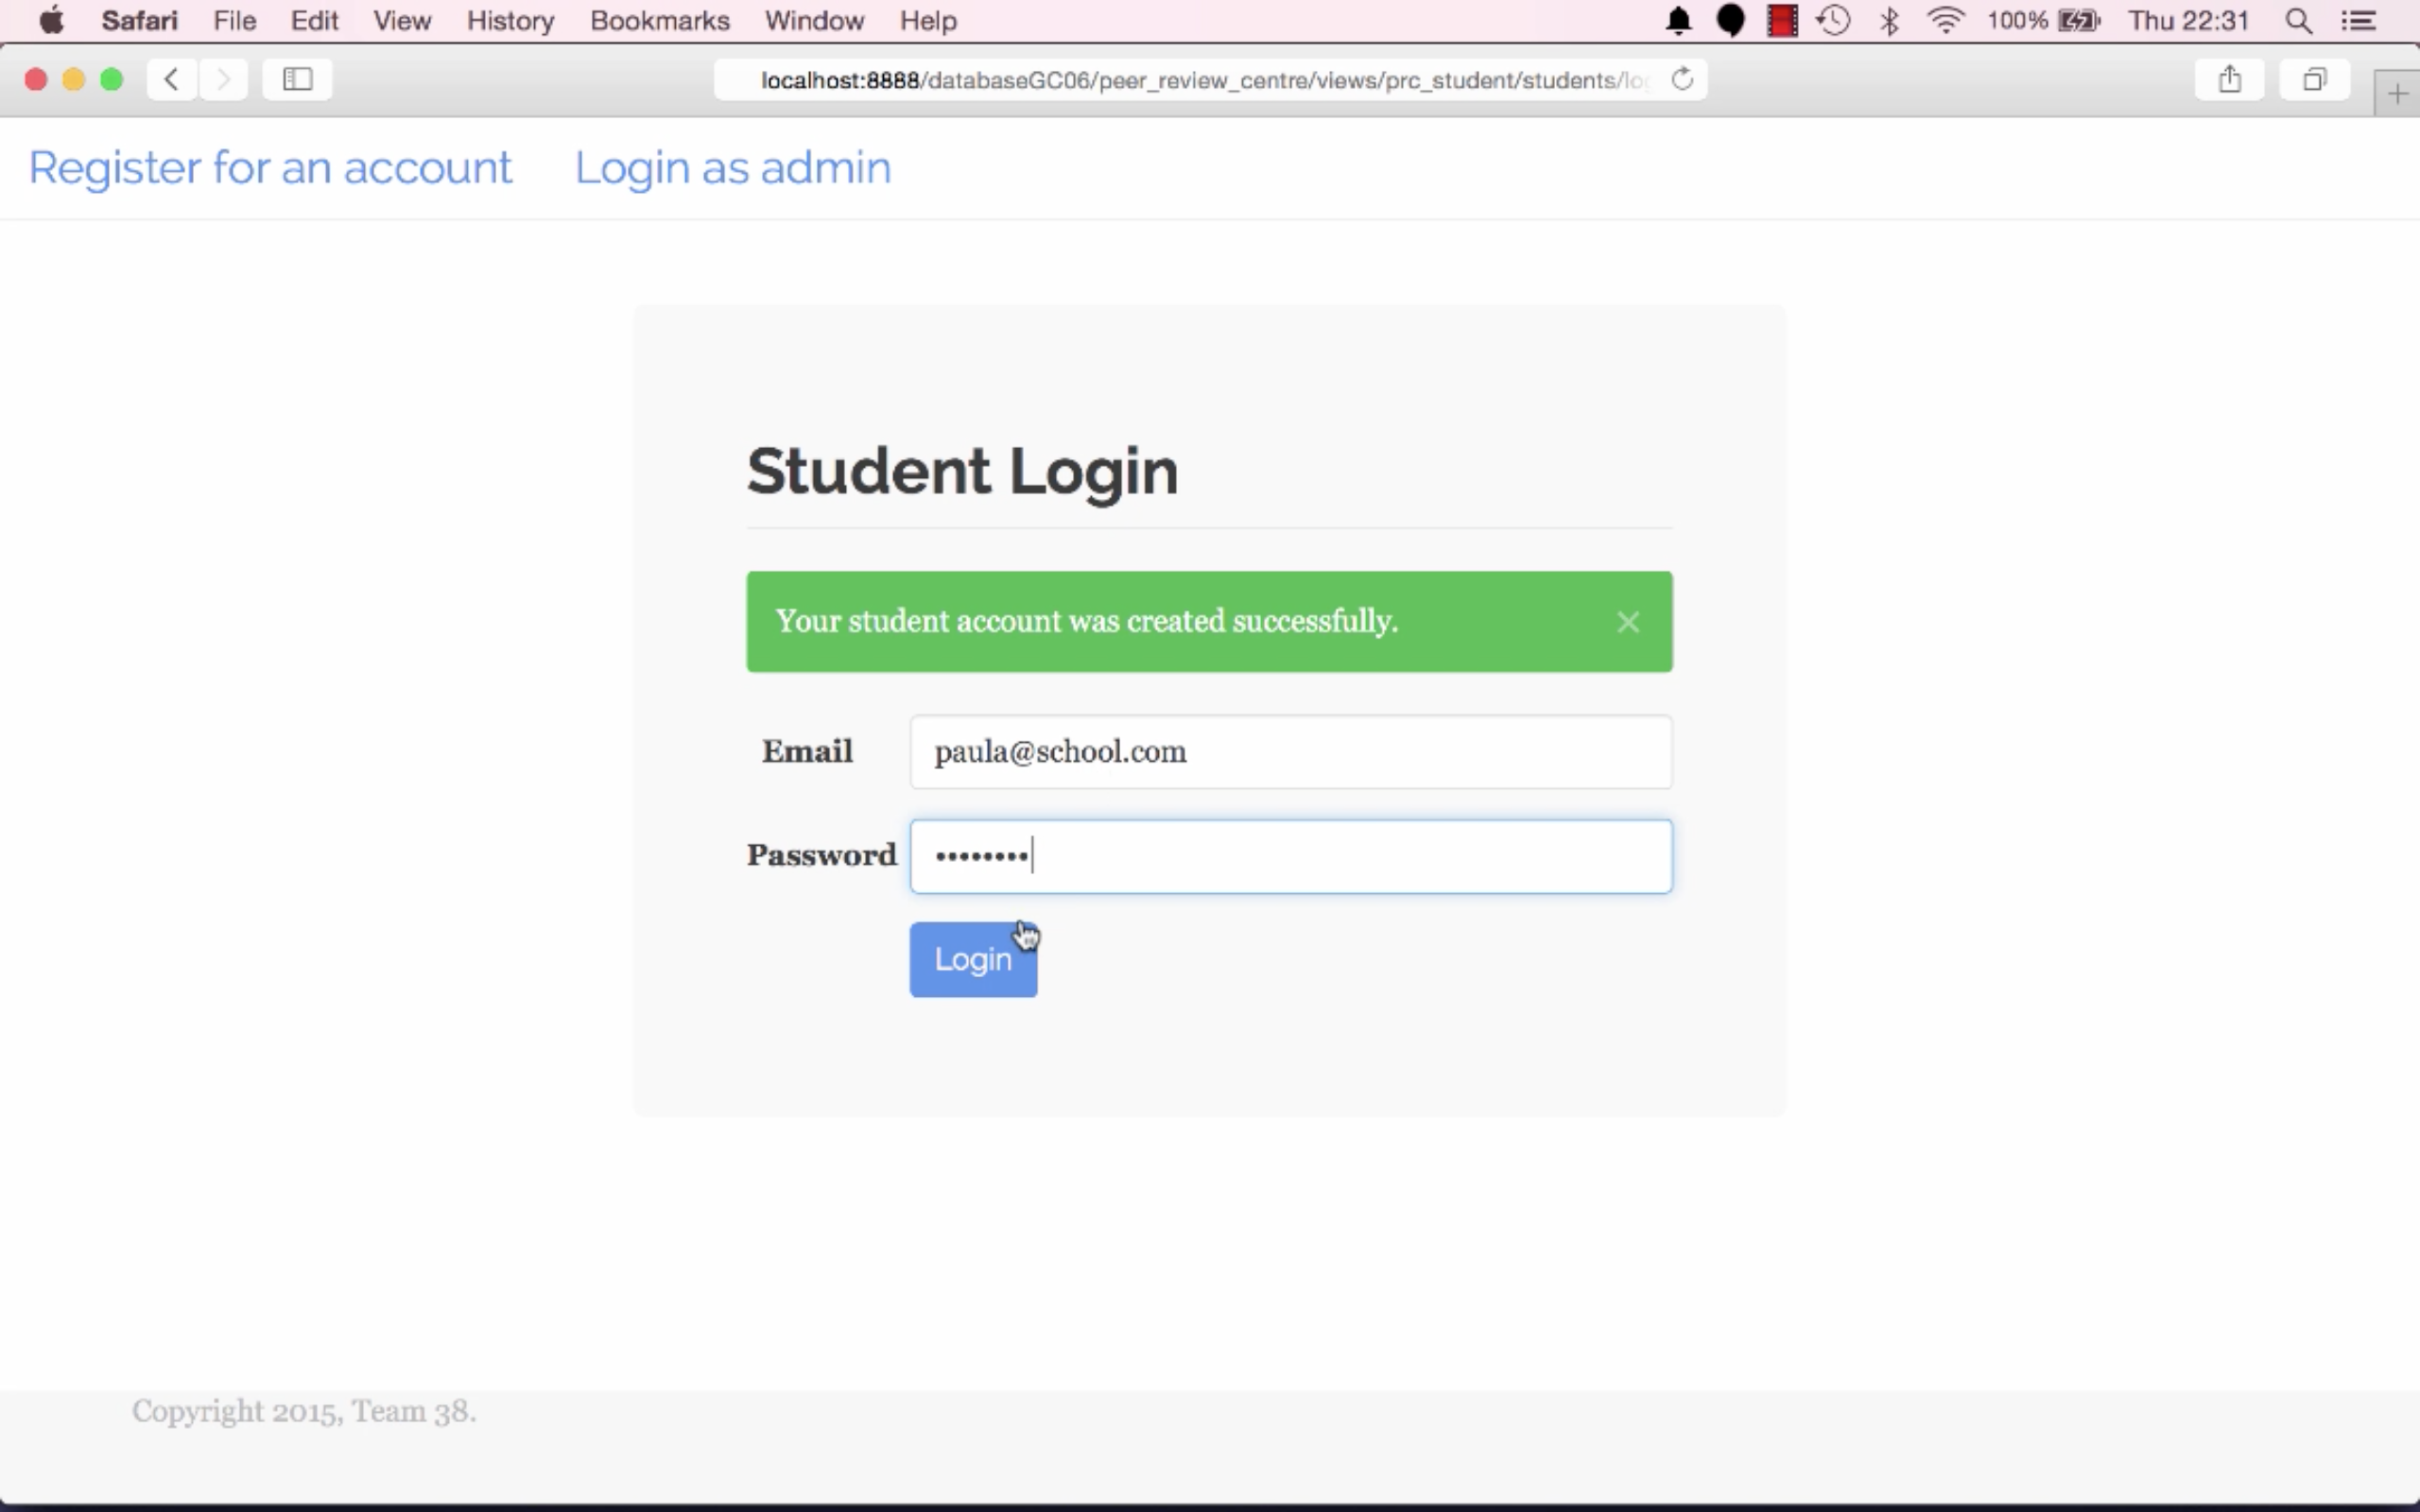 Safari File Edit View History Bookmarks Window Help 100% Thu 22:31
localhost:8888/databaseGC06/peer_review_centre/views/prc_student/students/log
Register for an account Login as admin
Student Login
Your student account was created successfully. ×
Email paula@school.com
Password ••••••••
Login
Copyright 2015, Team 38.